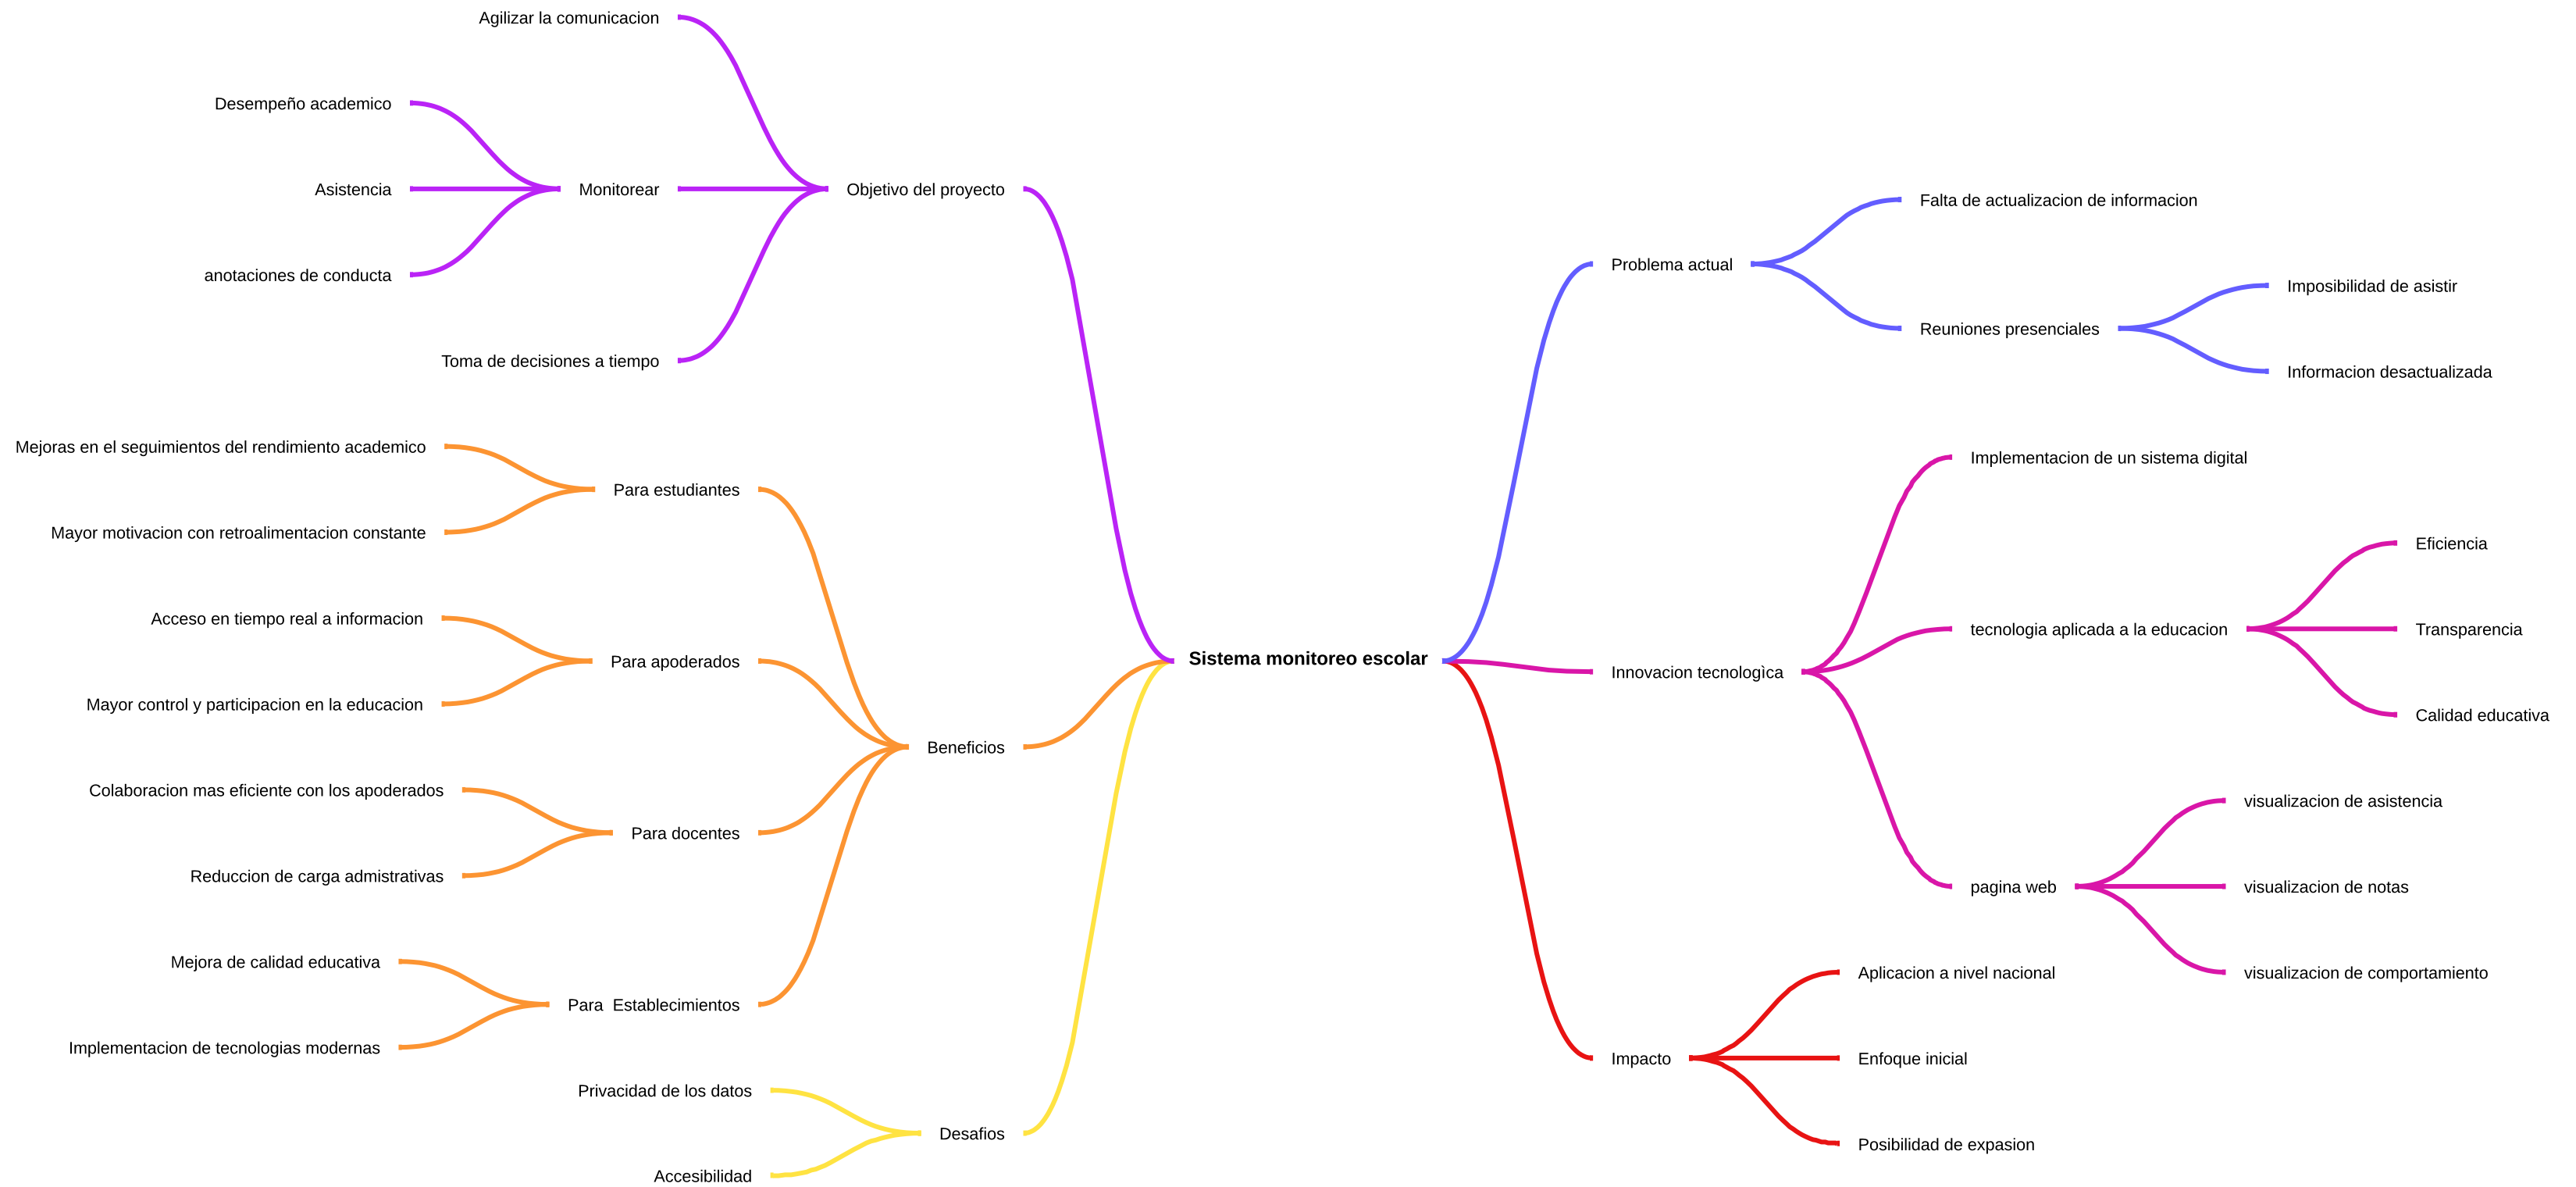 Sistema monitoreo escolar
Objetivo del proyecto
Agilizar la comunicacion
Monitorear
Desempeño academico
Asistencia
anotaciones de conducta
Toma de decisiones a tiempo
Beneficios
Para estudiantes
Mejoras en el seguimientos del rendimiento academico
Mayor motivacion con retroalimentacion constante
Para apoderados
Acceso en tiempo real a informacion
Mayor control y participacion en la educacion
Para docentes
Colaboracion mas eficiente con los apoderados
Reduccion de carga admistrativas
Para  Establecimientos
Mejora de calidad educativa
Implementacion de tecnologias modernas
Desafios
Privacidad de los datos
Accesibilidad
Problema actual
Falta de actualizacion de informacion
Reuniones presenciales
Imposibilidad de asistir
Informacion desactualizada
Innovacion tecnologìca
Implementacion de un sistema digital
tecnologia aplicada a la educacion
Eficiencia
Transparencia
Calidad educativa
pagina web
visualizacion de asistencia
visualizacion de notas
visualizacion de comportamiento
Impacto
Aplicacion a nivel nacional
Enfoque inicial
Posibilidad de expasion